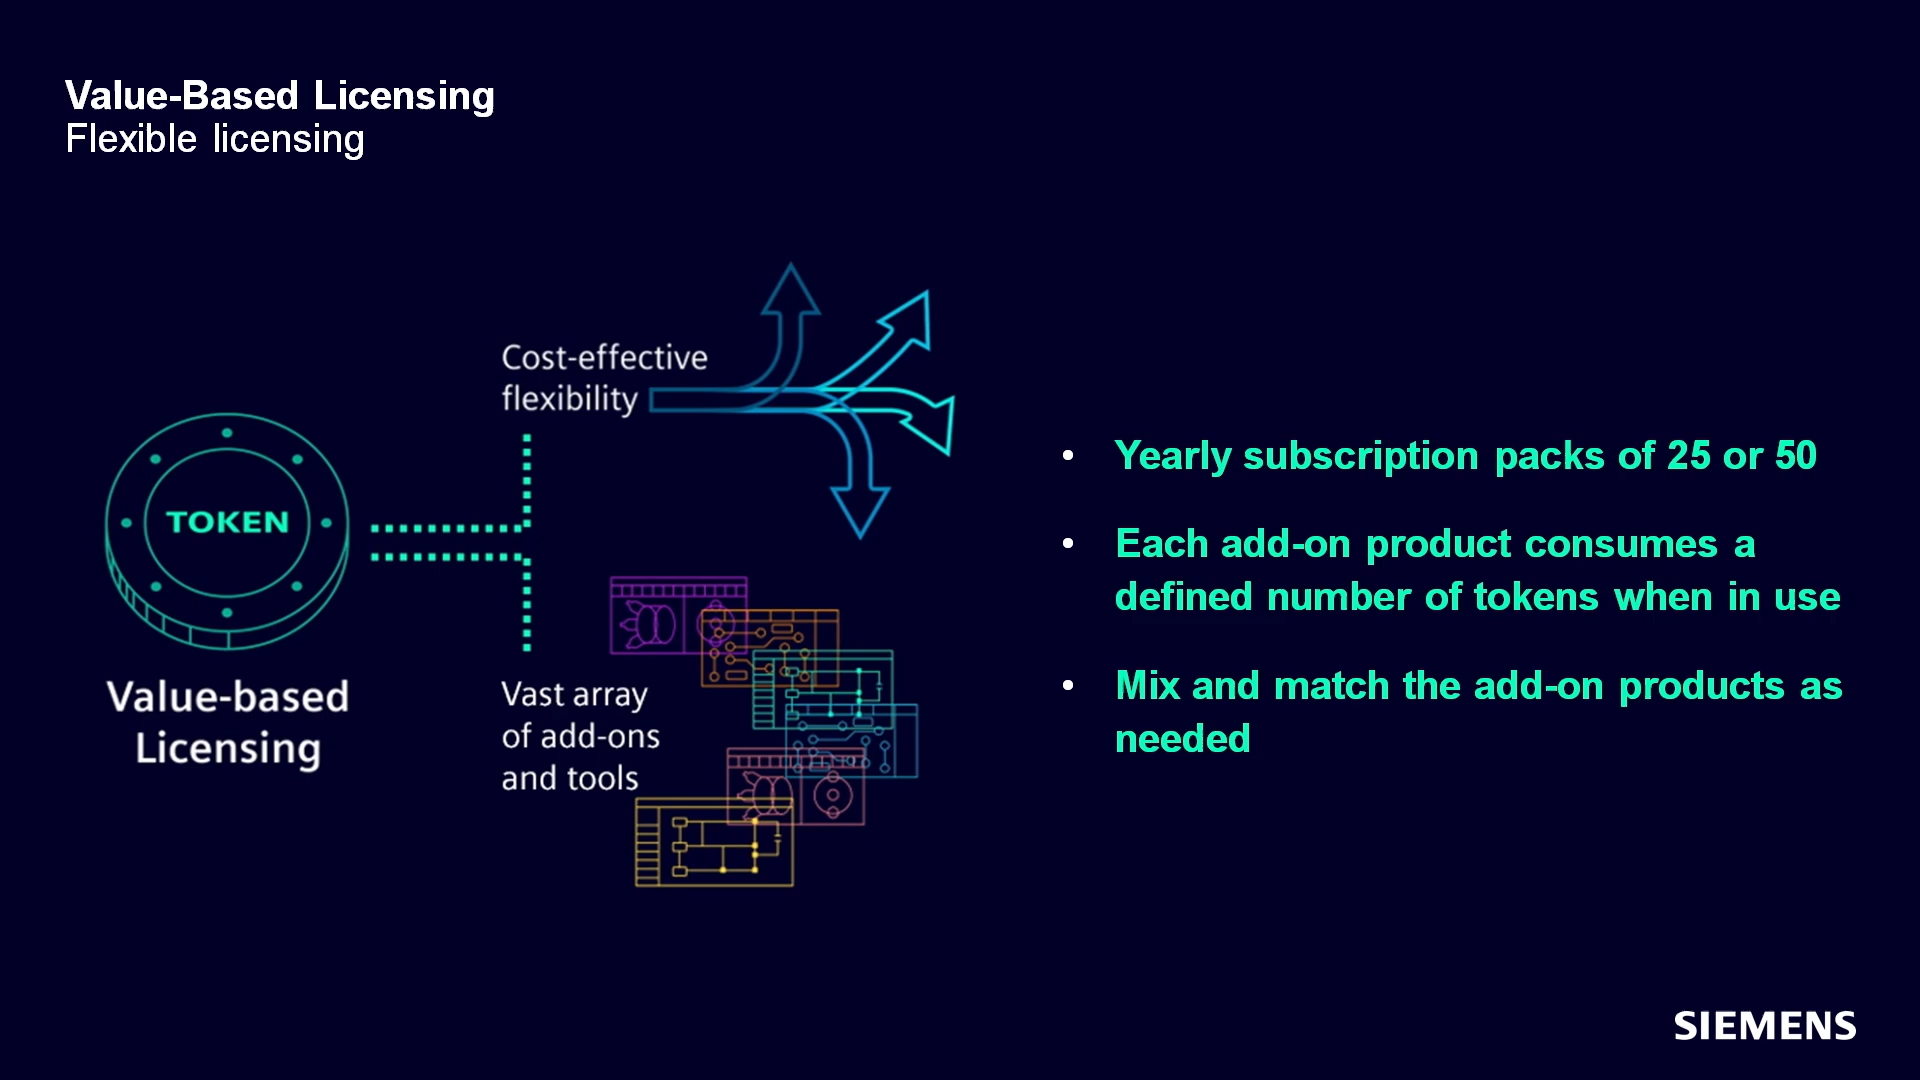 Value-Based Licensing
Flexible licensing
Cost-effective
flexibility
TOKEN
Value-based
Licensing
Vast array
of add-ons
and tools
• Yearly subscription packs of 25 or 50
• Each add-on product consumes a
defined number of tokens when in use
• Mix and match the add-on products as
needed
SIEMENS